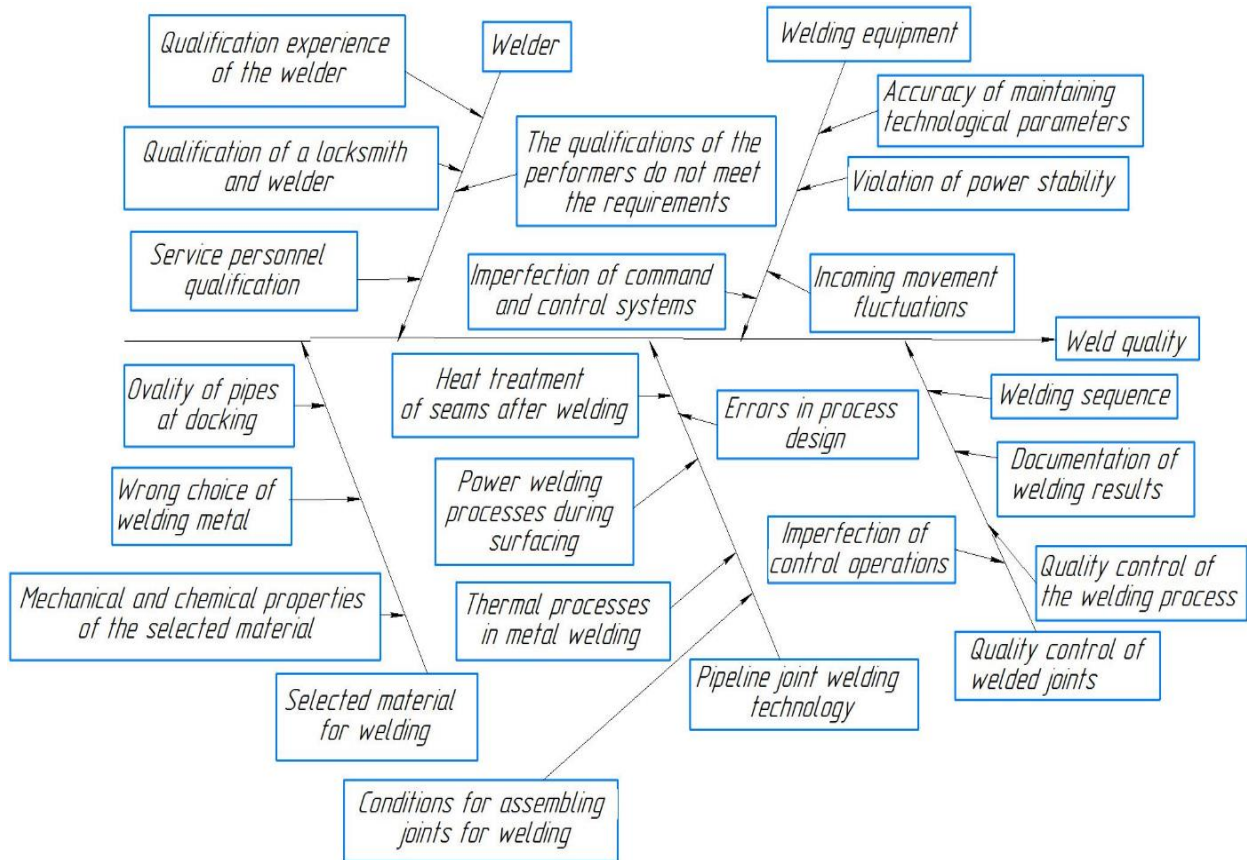 Qualification experience
of the welder
Welder
Welding equipment
Accuracy of maintaining
technological parameters
Qualification of a locksmith
and welder
The qualifications of the
performers do not meet
the requirements
Violation of power stability
Service personnel
qualification
Imperfection of command
and control systems
Incoming movement
fluctuations
Weld quality
Ovality of pipes
at docking
Heat treatment
of seams after welding
Errors in process
design
Welding sequence
Wrong choice of
welding metal
Power welding
processes during
surfacing
Documentation of
welding results
Imperfection of
control operations
Mechanical and chemical properties
of the selected material
Thermal processes
in metal welding
Quality control of
the welding process
Selected material
for welding
Pipeline joint welding
technology
Quality control of
welded joints
Conditions for assembling
joints for welding